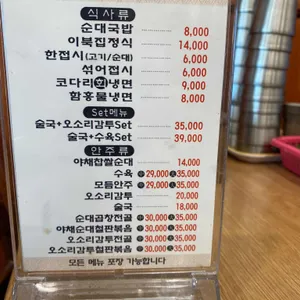 식사류
순대국밥 8,000
이북집정식 14,000
한접시(고기/순대) 6,000
섞어접시 6,000
코다리회냉면 9,000
함흥물냉면 8,000
Set메뉴
술국+오소리감투Set 35,000
술국+수육Set 39,000
안주류
야채찹쌀순대 14,000
수육 29,000 35,000
모듬안주 29,000 35,000
오소리감투 20,000
술국 18,000
순대곱창전골 30,000 35,000
야채순대철판볶음 30,000 35,000
오소리감투전골 30,000 35,000
오소리감투철판볶음 30,000 35,000
모든 메뉴 포장 가능합니다